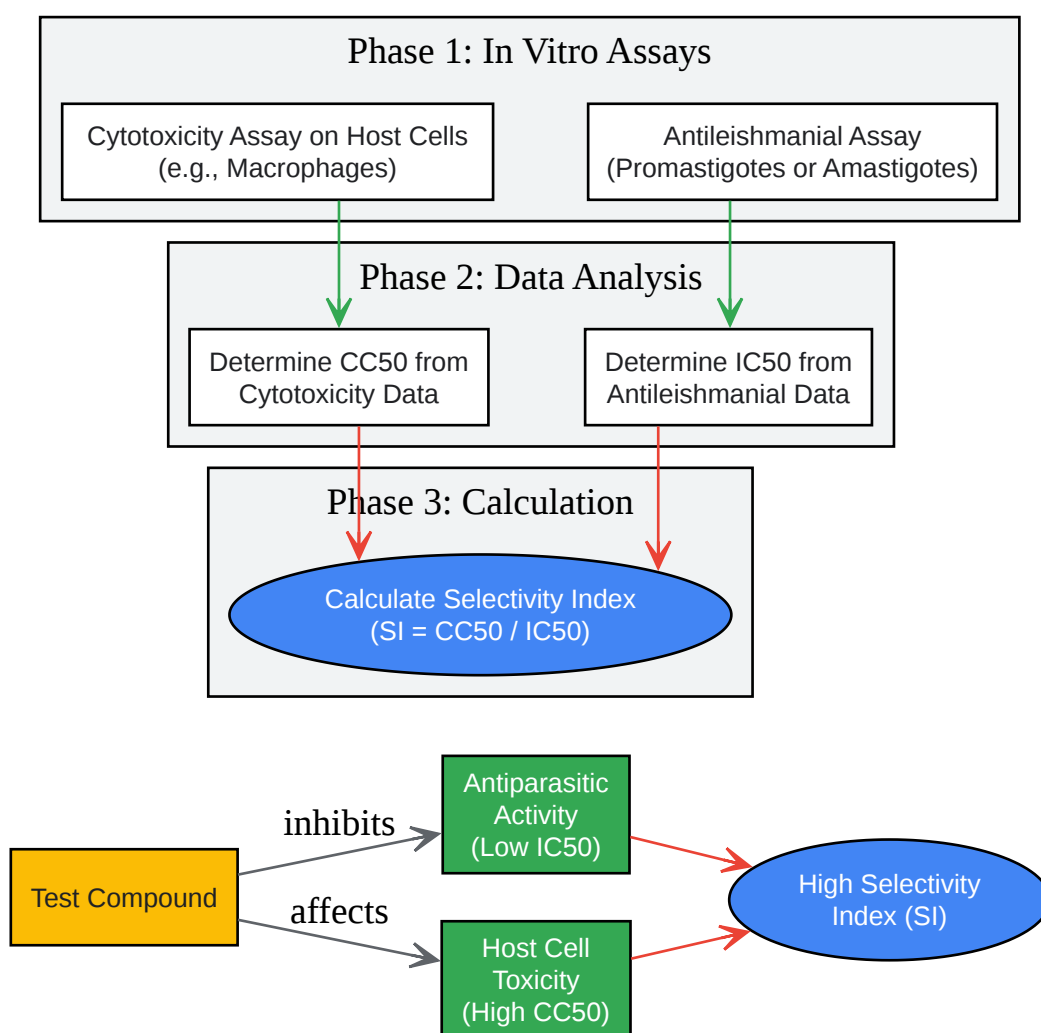 Phase 1: In Vitro Assays
Cytotoxicity Assay on Host Cells
(e.g., Macrophages)
Antileishmanial Assay
(Promastigotes or Amastigotes)
Phase 2: Data Analysis
Determine CC50 from
Cytotoxicity Data
Determine IC50 from
Antileishmanial Data
Phase 3: Calculation
Calculate Selectivity Index
(SI = CC50 / IC50)
Test Compound
inhibits
affects
Antiparasitic
Activity
(Low IC50)
Host Cell
Toxicity
(High CC50)
High Selectivity
Index (SI)